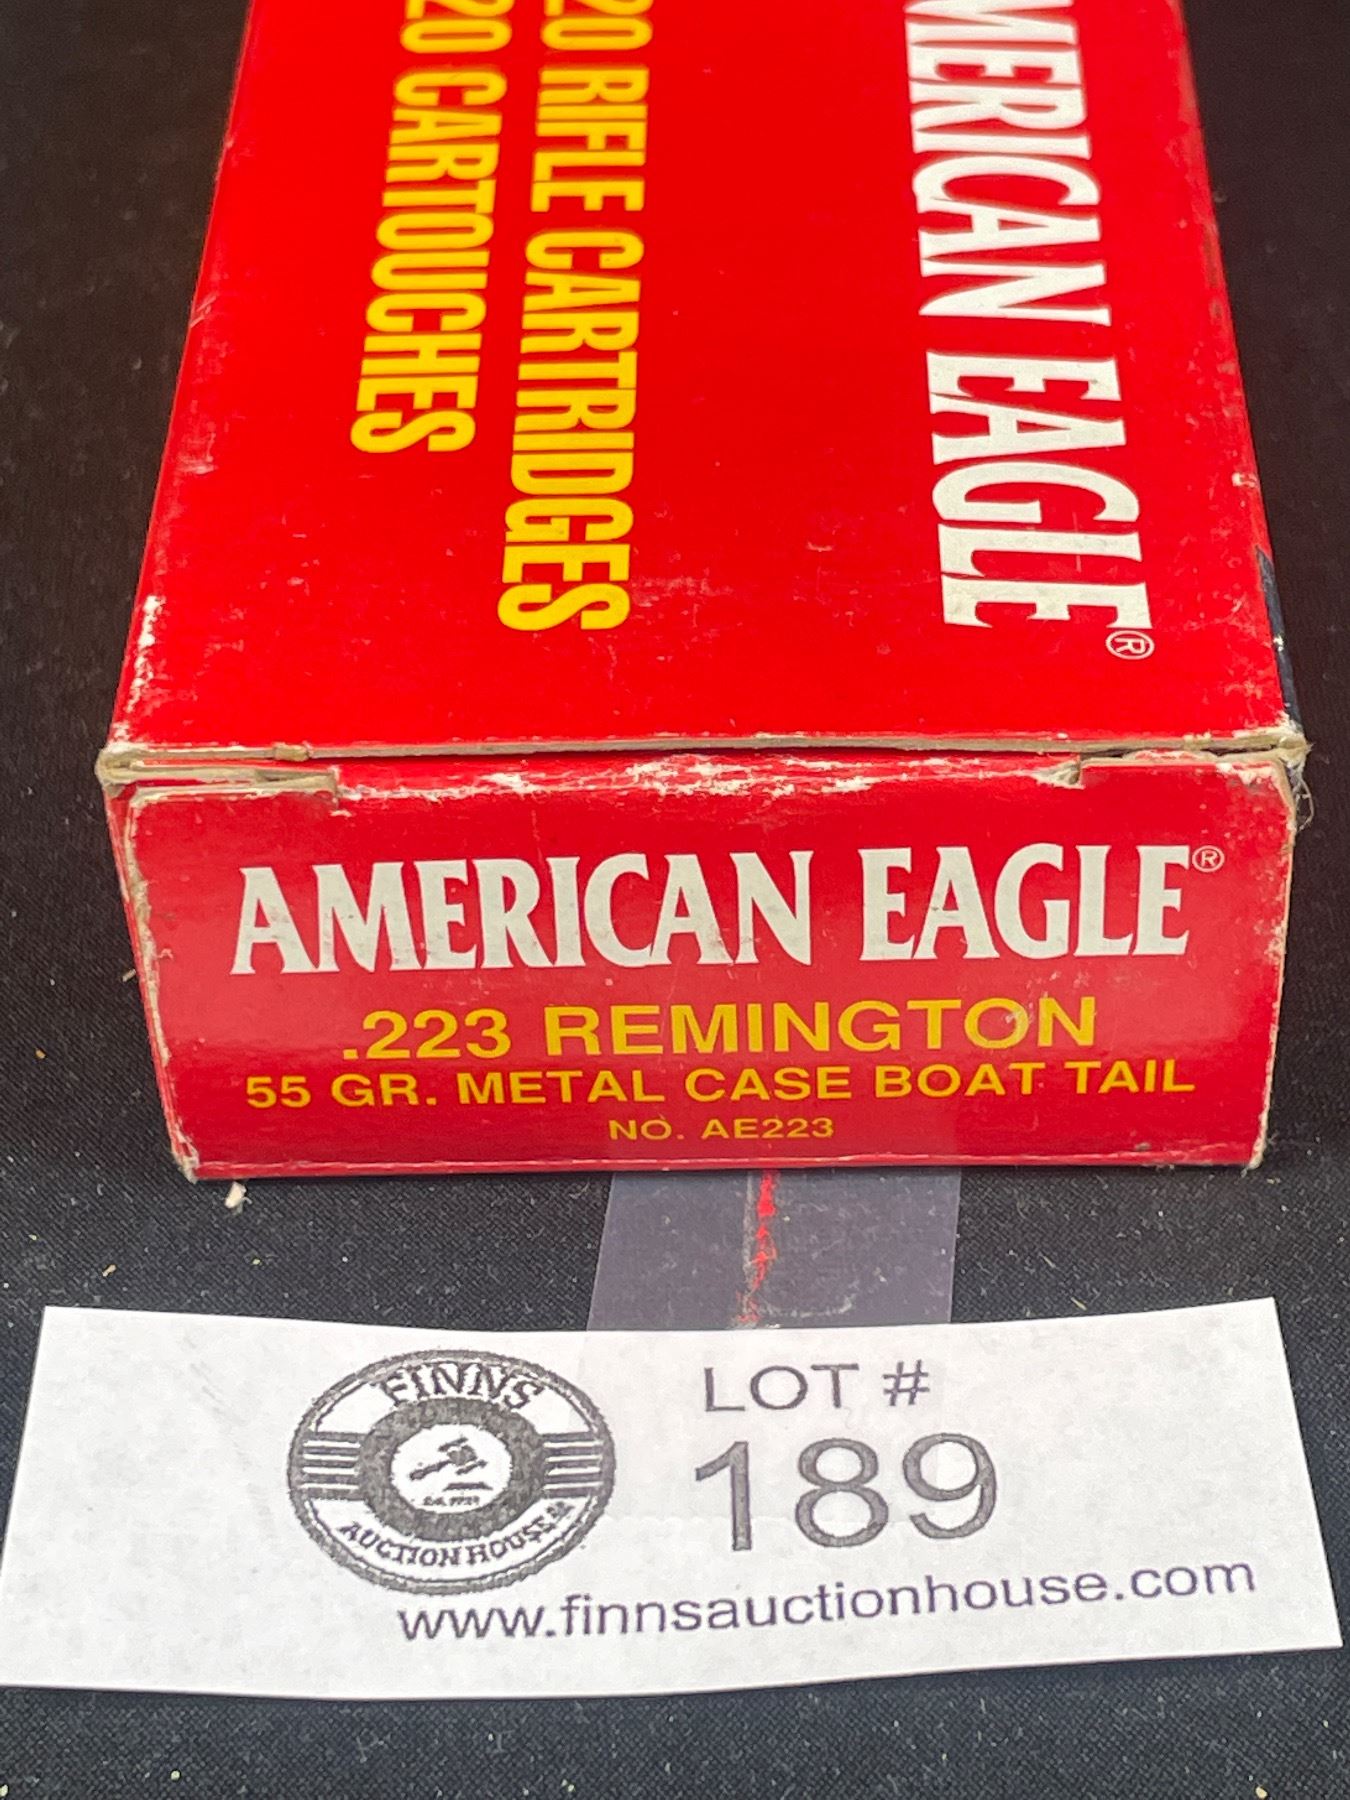 20 CARTOUCHES
20 RIFLE CARTRIDGES
MERICAN EAGLE®
AMERICAN EAGLE®
.223 REMINGTON
55 GR. METAL CASE BOAT TAIL
NO. AE223
FINNS
AUCTION HOUSE
LOT #
189
www.finnsauctionhouse.com